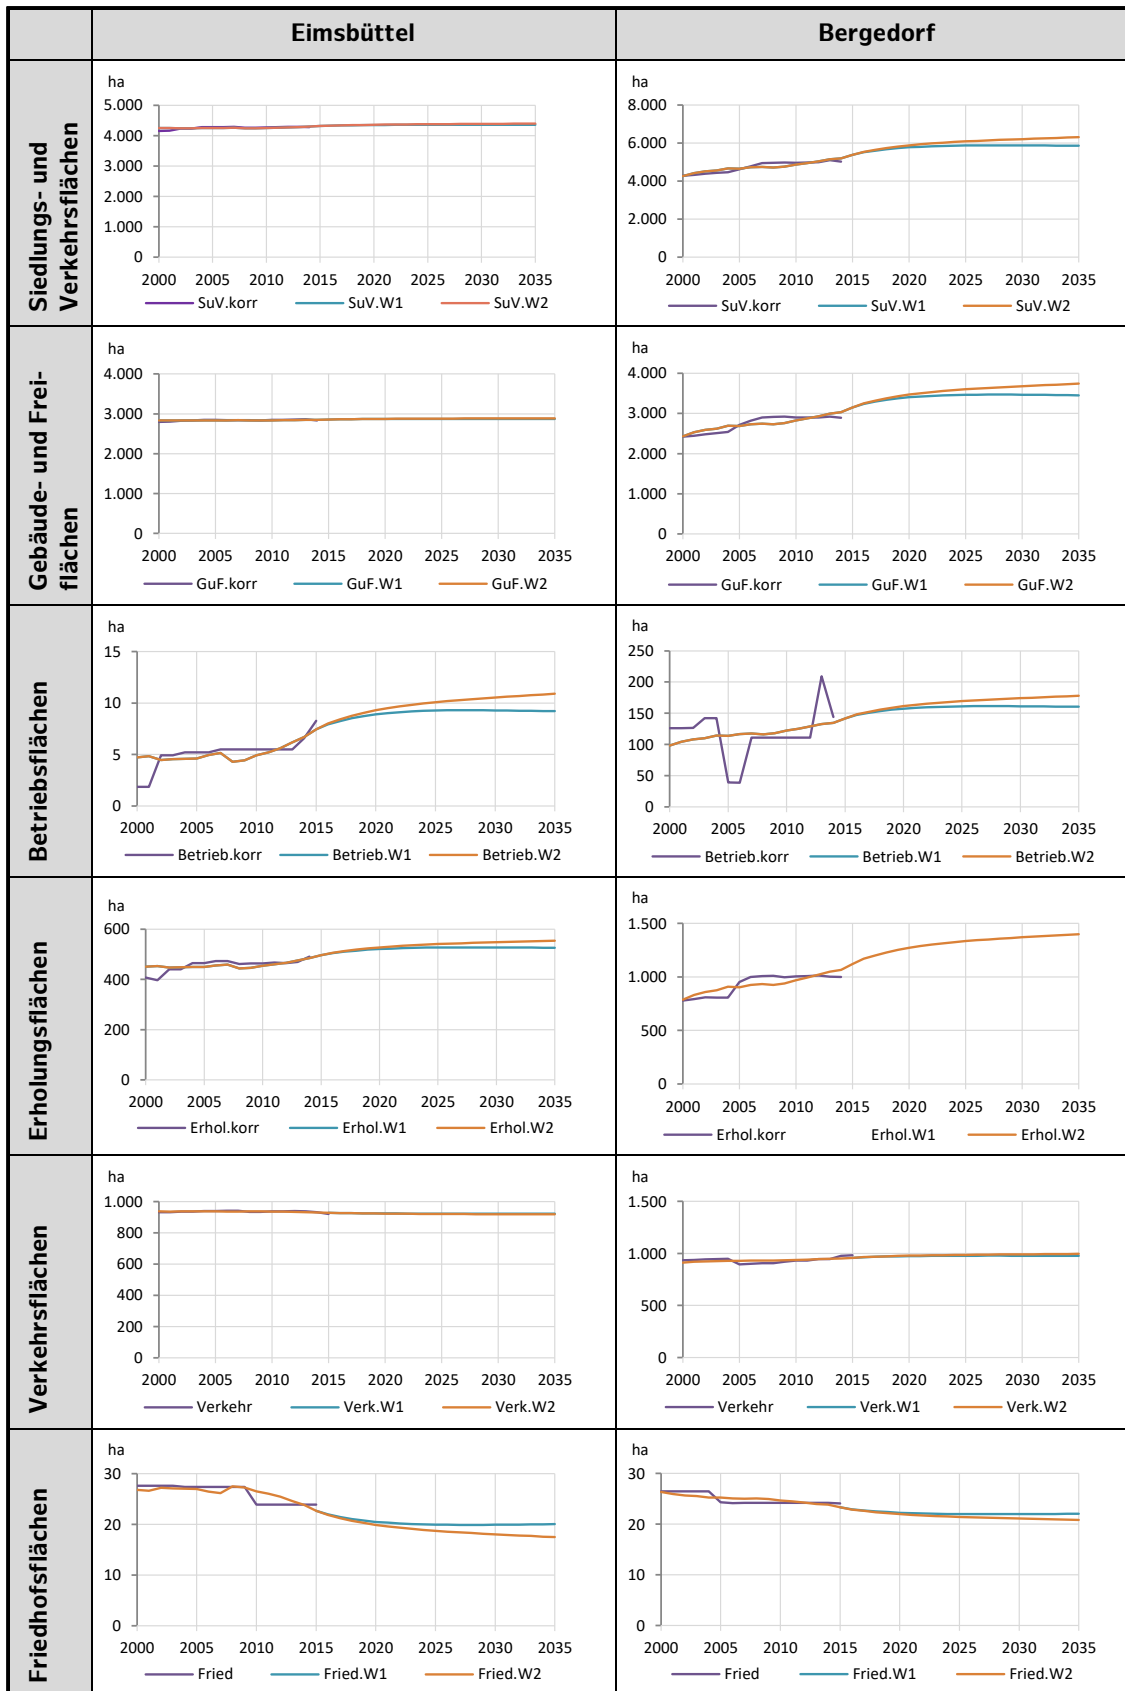 Eimsbüttel
Bergedorf
Siedlungs- und
Verkehrsflächen
ha
5.000
4.000
3.000
2.000
1.000
0
2000 2005 2010 2015 2020 2025 2030 2035
SuV.korr SuV.W1 SuV.W2
ha
8.000
6.000
4.000
2.000
0
2000 2005 2010 2015 2020 2025 2030 2035
SuV.korr SuV.W1 SuV.W2
Gebäude- und Frei-
flächen
ha
4.000
3.000
2.000
1.000
0
2000 2005 2010 2015 2020 2025 2030 2035
GuF.korr GuF.W1 GuF.W2
ha
4.000
3.000
2.000
1.000
0
2000 2005 2010 2015 2020 2025 2030 2035
GuF.korr GuF.W1 GuF.W2
Betriebsflächen
ha
15
10
5
0
2000 2005 2010 2015 2020 2025 2030 2035
Betrieb.korr Betrieb.W1 Betrieb.W2
ha
250
200
150
100
50
0
2000 2005 2010 2015 2020 2025 2030 2035
Betrieb.korr Betrieb.W1 Betrieb.W2
Erholungsflächen
ha
600
400
200
0
2000 2005 2010 2015 2020 2025 2030 2035
Erhol.korr Erhol.W1 Erhol.W2
ha
1.500
1.000
500
0
2000 2005 2010 2015 2020 2025 2030 2035
Erhol.korr Erhol.W1 Erhol.W2
Verkehrsflächen
ha
1.000
800
600
400
200
0
2000 2005 2010 2015 2020 2025 2030 2035
Verkehr Verk.W1 Verk.W2
ha
1.500
1.000
500
0
2000 2005 2010 2015 2020 2025 2030 2035
Verkehr Verk.W1 Verk.W2
Friedhofsflächen
ha
30
20
10
0
2000 2005 2010 2015 2020 2025 2030 2035
Fried Fried.W1 Fried.W2
ha
30
20
10
0
2000 2005 2010 2015 2020 2025 2030 2035
Fried Fried.W1 Fried.W2